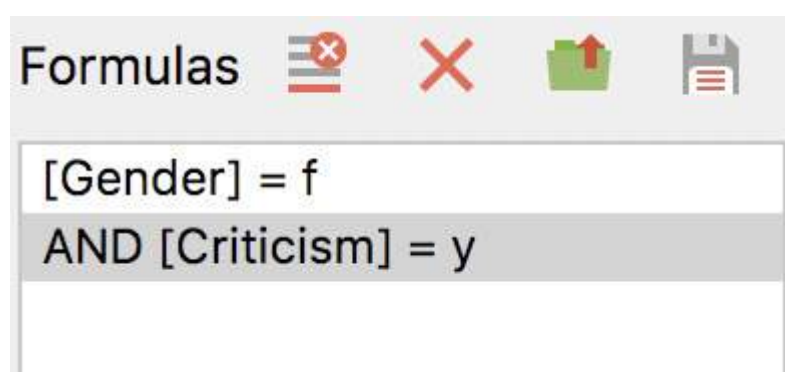 Formulas
[Gender] = f
AND [Criticism] = y